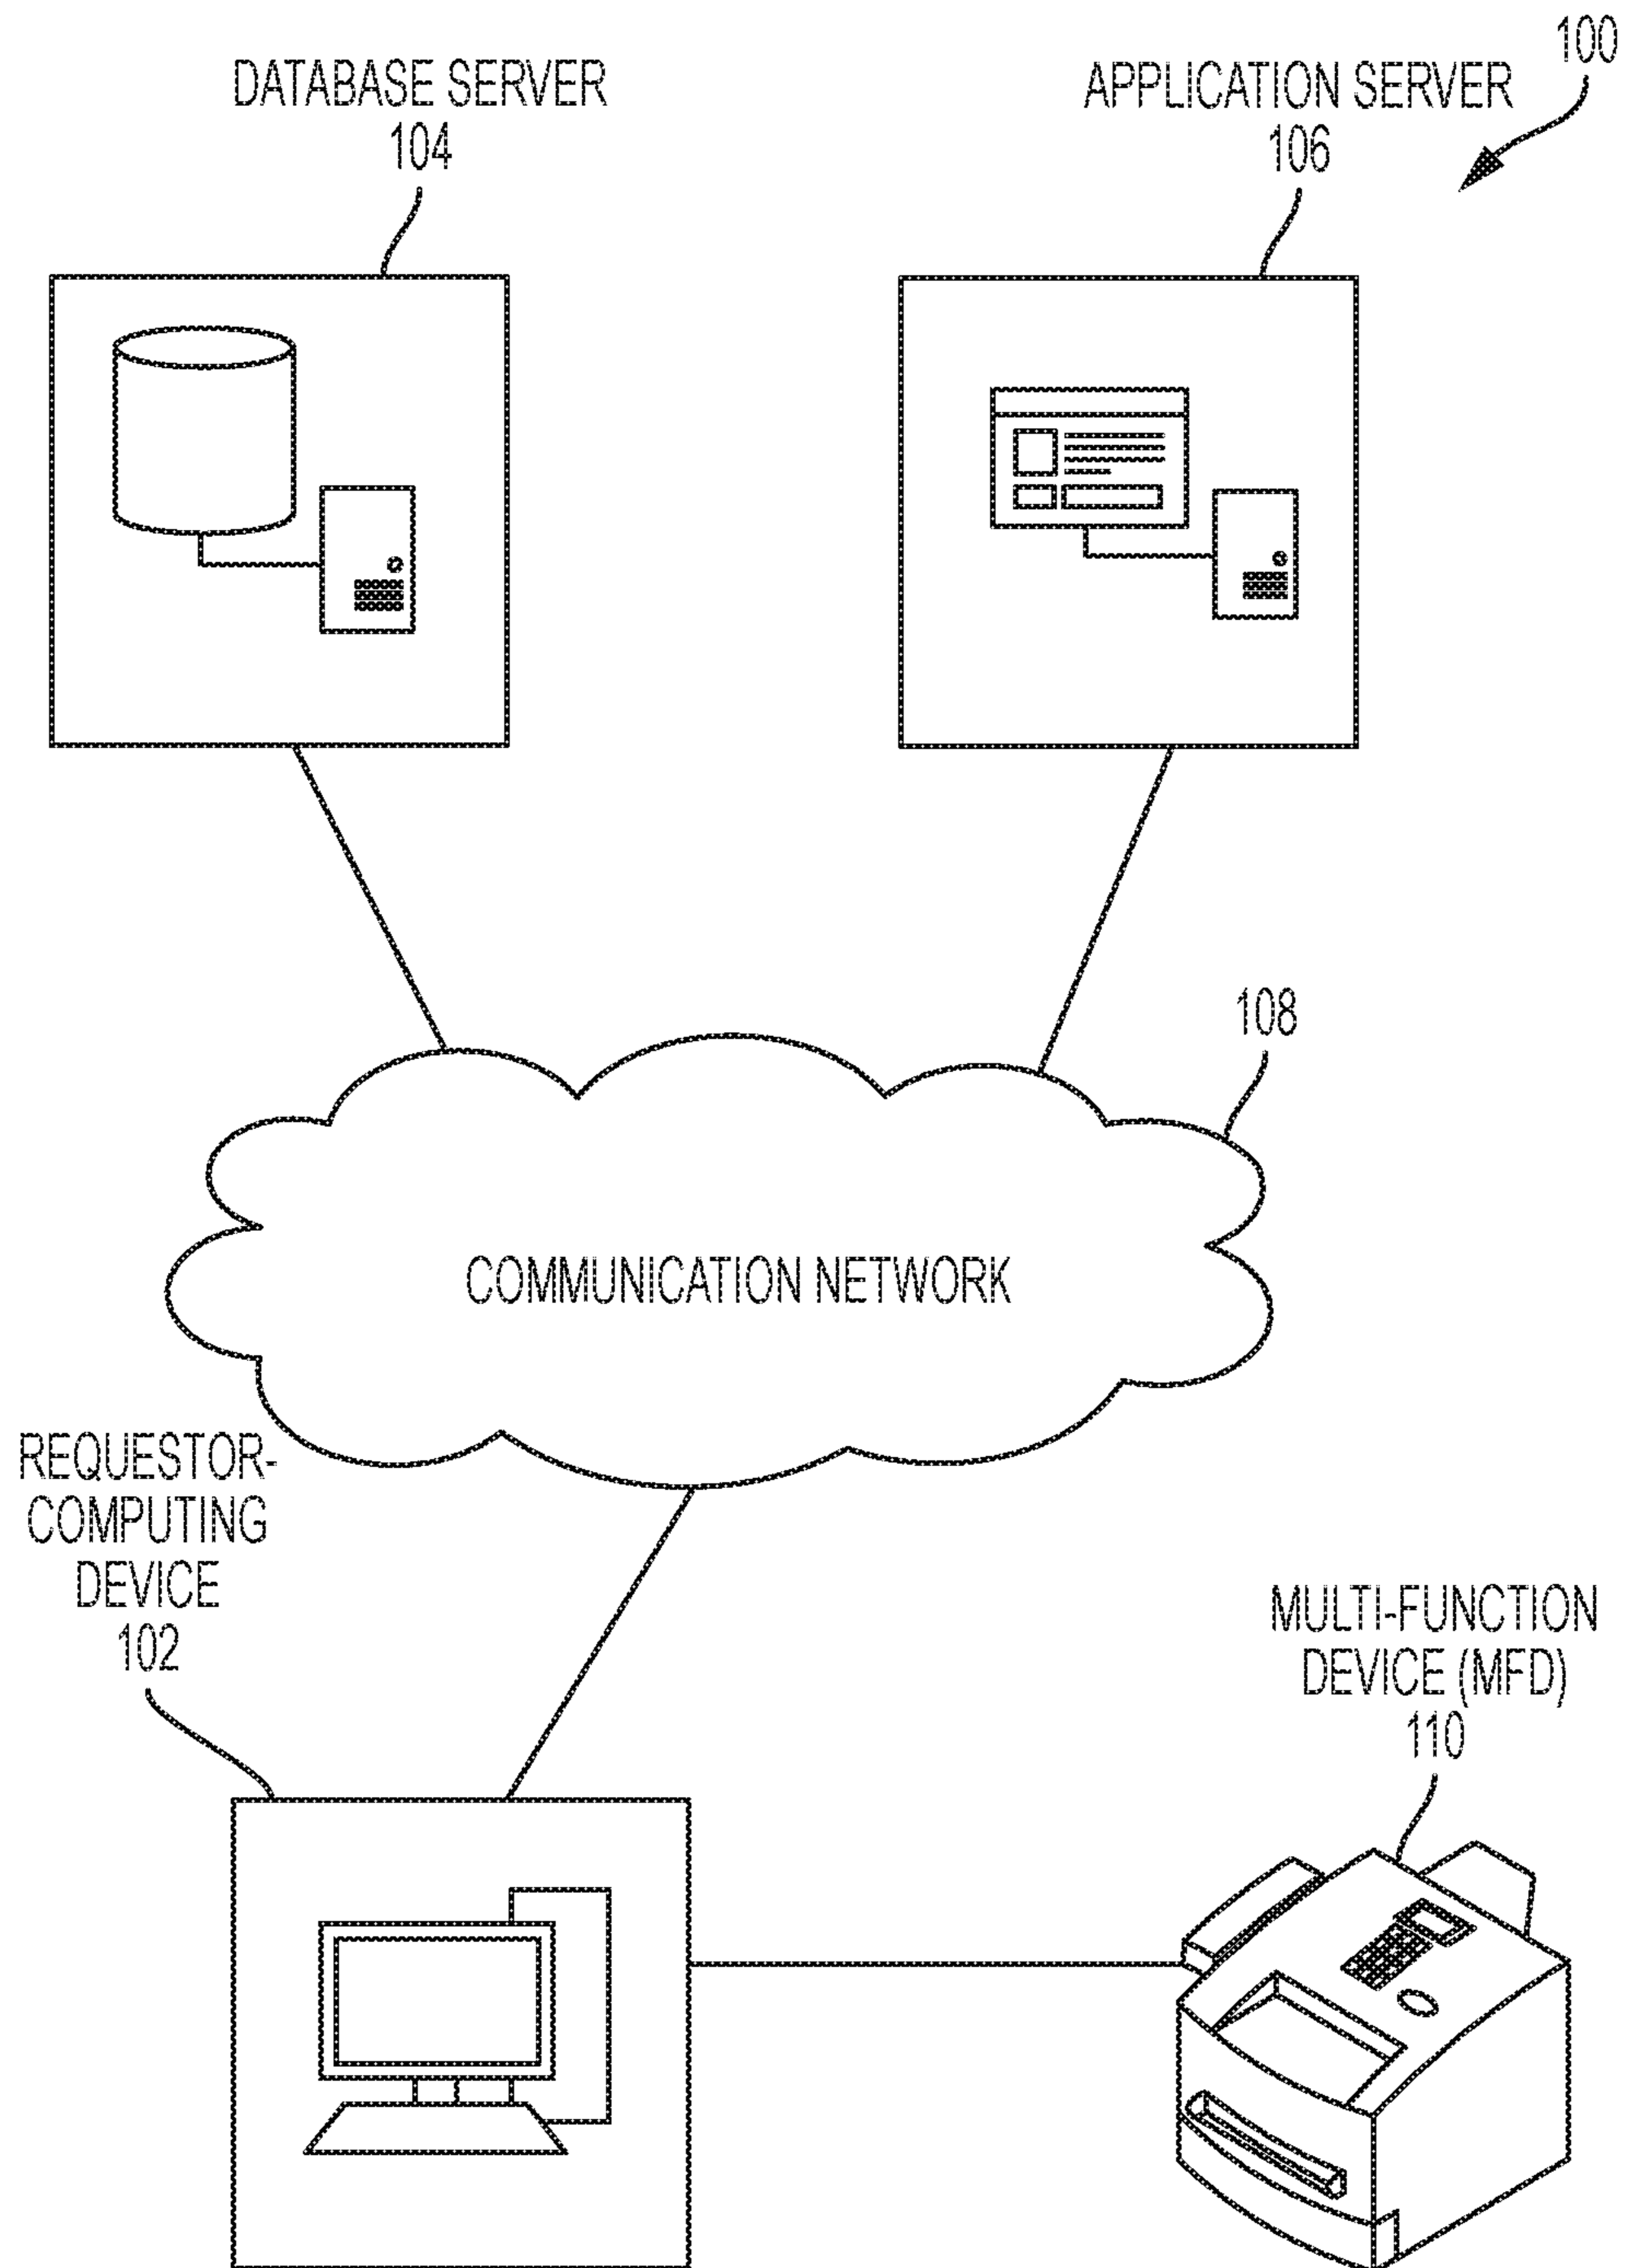 100
DATABASE SERVER
104
APPLICATION SERVER
106
108
COMMUNICATION NETWORK
REQUESTOR-
COMPUTING
DEVICE
102
MULTI-FUNCTION
DEVICE (MFD)
110